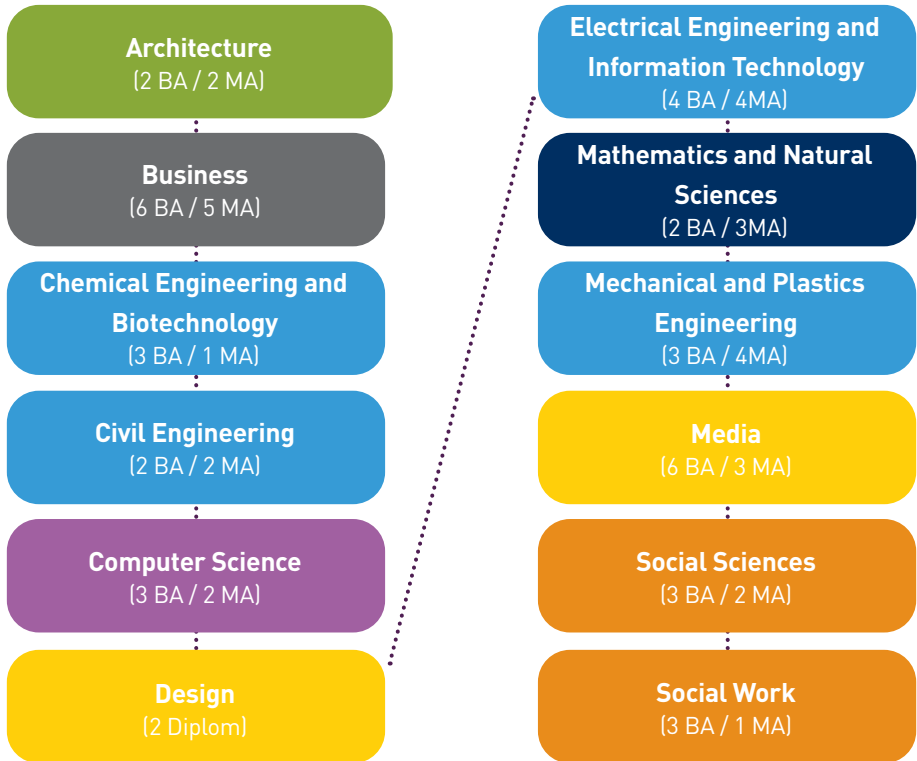 Architecture
(2 BA / 2 MA)
Business
(6 BA / 5 MA)
Chemical Engineering and
Biotechnology
(3 BA / 1 MA)
Civil Engineering
(2 BA / 2 MA)
Computer Science
(3 BA / 2 MA)
Design
(2 Diplom)
Electrical Engineering and
Information Technology
(4 BA / 4MA)
Mathematics and Natural
Sciences
(2 BA / 3MA)
Mechanical and Plastics
Engineering
(3 BA / 4MA)
Media
(6 BA / 3 MA)
Social Sciences
(3 BA / 2 MA)
Social Work
(3 BA / 1 MA)